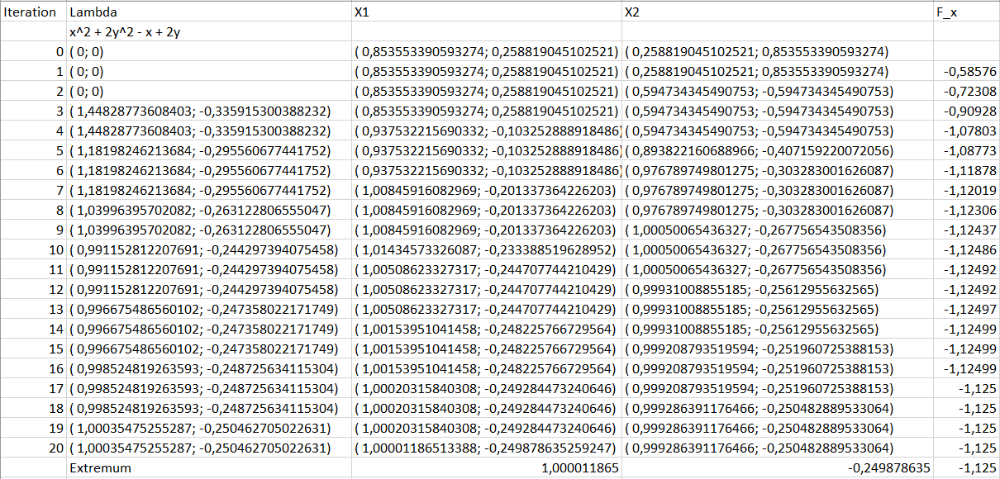 Iteration Lambda X1 X2 F_x
x^2 + 2y^2 - x + 2y
0 ( 0; 0) ( 0,853553390593274; 0,258819045102521) ( 0,258819045102521; 0,853553390593274)
1 ( 0; 0) ( 0,853553390593274; 0,258819045102521) ( 0,258819045102521; 0,853553390593274) -0,58576
2 ( 0; 0) ( 0,853553390593274; 0,258819045102521) ( 0,594734345490753; -0,594734345490753) -0,72308
3 ( 1,44828773608403; -0,335915300388232) ( 0,853553390593274; 0,258819045102521) ( 0,594734345490753; -0,594734345490753) -0,90928
4 ( 1,44828773608403; -0,335915300388232) ( 0,937532215690332; -0,103252888918486) ( 0,594734345490753; -0,594734345490753) -1,07803
5 ( 1,18198246213684; -0,295560677441752) ( 0,937532215690332; -0,103252888918486) ( 0,893822160688966; -0,407159220072056) -1,08773
6 ( 1,18198246213684; -0,295560677441752) ( 0,937532215690332; -0,103252888918486) ( 0,976789749801275; -0,303283001626087) -1,11878
7 ( 1,18198246213684; -0,295560677441752) ( 1,00845916082969; -0,201337364226203) ( 0,976789749801275; -0,303283001626087) -1,12019
8 ( 1,03996395702082; -0,263122806555047) ( 1,00845916082969; -0,201337364226203) ( 0,976789749801275; -0,303283001626087) -1,12306
9 ( 1,03996395702082; -0,263122806555047) ( 1,00845916082969; -0,201337364226203) ( 1,00050065436327; -0,267756543508356) -1,12437
10 ( 0,991152812207691; -0,244297394075458) ( 1,01434573326087; -0,233388519628952) ( 1,00050065436327; -0,267756543508356) -1,12486
11 ( 0,991152812207691; -0,244297394075458) ( 1,00508623327317; -0,244707744210429) ( 1,00050065436327; -0,267756543508356) -1,12492
12 ( 0,991152812207691; -0,244297394075458) ( 1,00508623327317; -0,244707744210429) ( 0,99931008855185; -0,25612955632565) -1,12492
13 ( 0,996675486560102; -0,247358022171749) ( 1,00508623327317; -0,244707744210429) ( 0,99931008855185; -0,25612955632565) -1,12497
14 ( 0,996675486560102; -0,247358022171749) ( 1,00153951041458; -0,248225766729564) ( 0,99931008855185; -0,25612955632565) -1,12499
15 ( 0,996675486560102; -0,247358022171749) ( 1,00153951041458; -0,248225766729564) ( 0,999208793519594; -0,251960725388153) -1,12499
16 ( 0,998524819263593; -0,248725634115304) ( 1,00153951041458; -0,248225766729564) ( 0,999208793519594; -0,251960725388153) -1,12499
17 ( 0,998524819263593; -0,248725634115304) ( 1,00020315840308; -0,249284473240646) ( 0,999208793519594; -0,251960725388153) -1,125
18 ( 0,998524819263593; -0,248725634115304) ( 1,00020315840308; -0,249284473240646) ( 0,999286391176466; -0,250482889533064) -1,125
19 ( 1,00035475255287; -0,250462705022631) ( 1,00020315840308; -0,249284473240646) ( 0,999286391176466; -0,250482889533064) -1,125
20 ( 1,00035475255287; -0,250462705022631) ( 1,00001186513388; -0,249878635259247) ( 0,999286391176466; -0,250482889533064) -1,125
Extremum 1,000011865 -0,249878635 -1,125